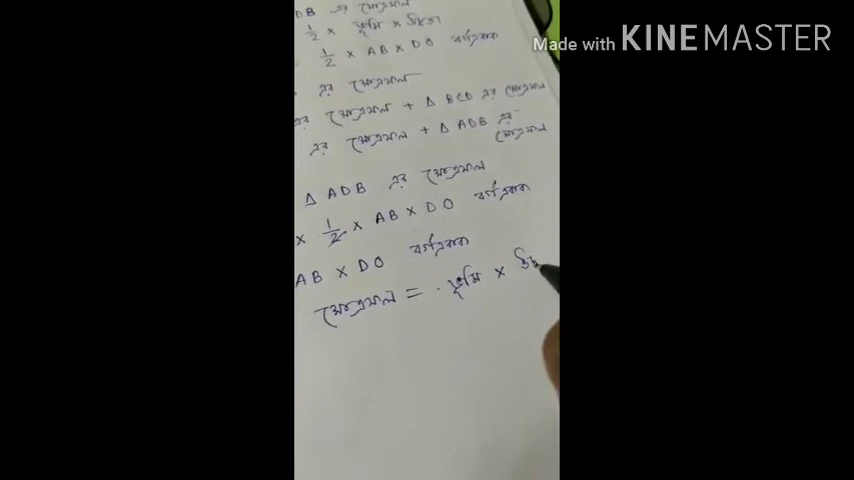 Made with KINEMASTER
DB এর ক্ষেত্রফল
1/2 × ভূমি × উচ্চতা
1/2 × AB × DO বর্গএকক
এর ক্ষেত্রফল
এর ক্ষেত্রফল + Δ BCD এর ক্ষেত্রফল
এর ক্ষেত্রফল + Δ ADB এর ক্ষেত্রফল
Δ ADB এর ক্ষেত্রফল
× 1/2 × AB × DO বর্গএকক
AB × DO বর্গএকক
ক্ষেত্রফল = ভূমি ×